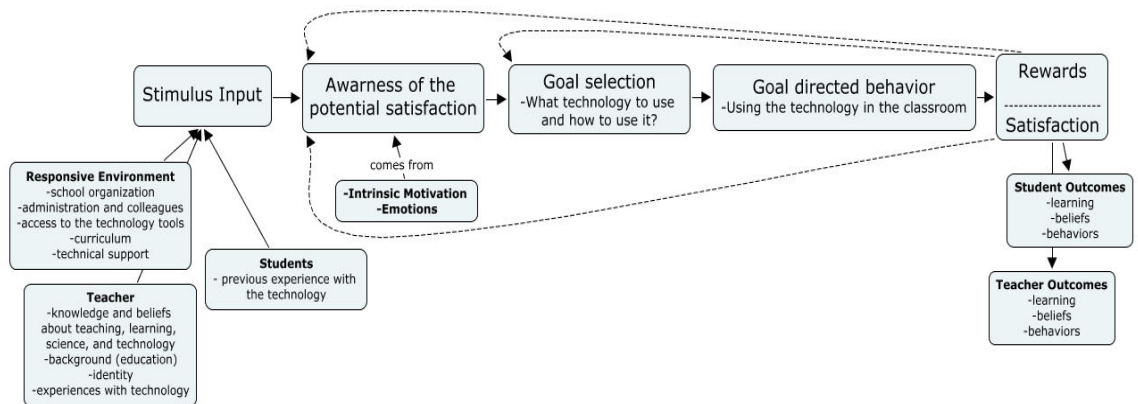 Stimulus Input
Awarness of the
potential satisfaction
Goal selection
-What technology to use
and how to use it?
Goal directed behavior
-Using the technology in the classroom
Rewards
Satisfaction
Responsive Environment
-school organization
-administration and colleagues
-access to the technology tools
-curriculum
-technical support
Teacher
-knowledge and beliefs
about teaching, learning,
science, and technology
-background (education)
-identity
-experiences with technology
Students
- previous experience with
the technology
comes from
-Intrinsic Motivation
-Emotions
Student Outcomes
-learning
-beliefs
-behaviors
Teacher Outcomes
-learning
-beliefs
-behaviors